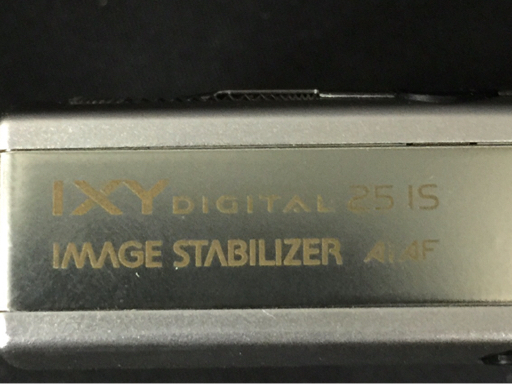 IXY DIGITAL 25 IS
IMAGE STABILIZER AiAF